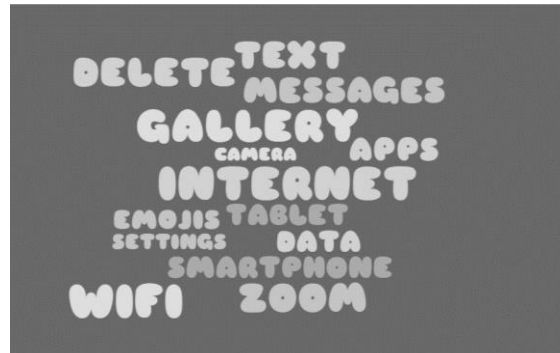 TEXT
DELETE
MESSAGES
GALLERY
CAMERA
APPS
INTERNET
TABLET
EMOJIS
SETTINGS
DATA
SMARTPHONE
WIFI
ZOOM